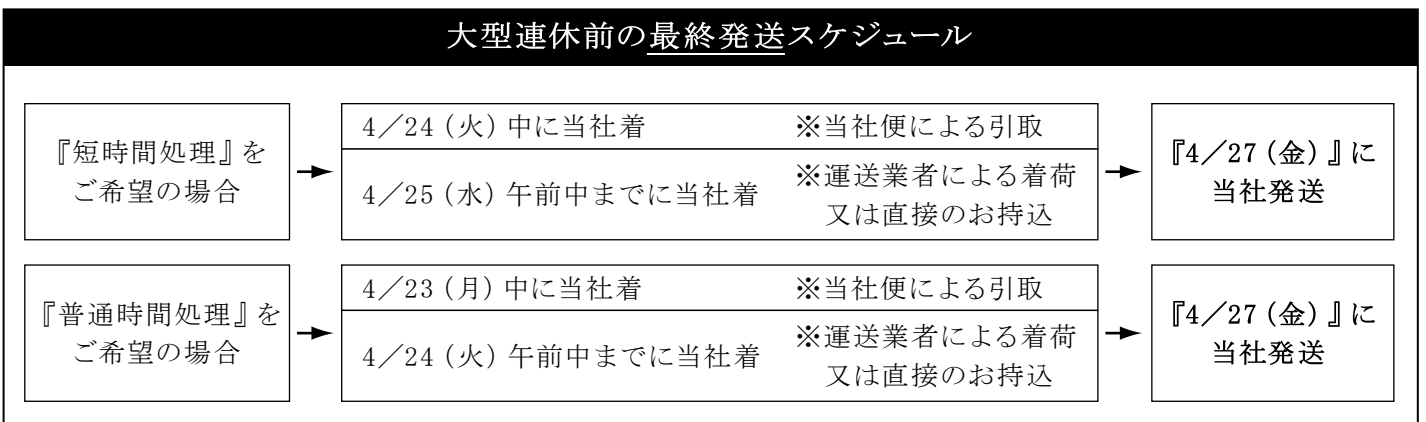 大型連休前の最終発送スケジュール
『短時間処理』を
ご希望の場合
4／24（火）中に当社着　※当社便による引取
4／25（水）午前中までに当社着　※運送業者による着荷
又は直接のお持込
『4／27（金）』に
当社発送
『普通時間処理』を
ご希望の場合
4／23（月）中に当社着　※当社便による引取
4／24（火）午前中までに当社着　※運送業者による着荷
又は直接のお持込
『4／27（金）』に
当社発送